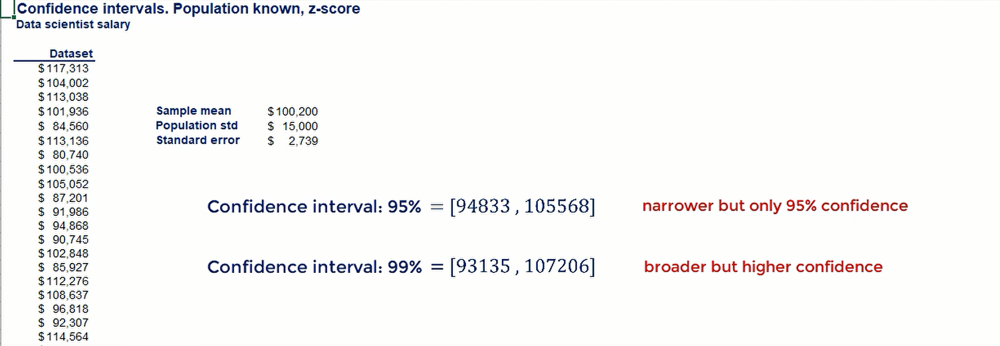 Confidence intervals. Population known, z-score
Data scientist salary
Dataset
$117,313
$104,002
$113,038
$101,936
$ 84,560
$113,136
$ 80,740
$100,536
$105,052
$ 87,201
$ 91,986
$ 94,868
$ 90,745
$102,848
$ 85,927
$112,276
$108,637
$ 96,818
$ 92,307
$114,564
Sample mean $100,200
Population std $ 15,000
Standard error $ 2,739
Confidence interval: 95% = [94833 , 105568] narrower but only 95% confidence
Confidence interval: 99% = [93135 , 107206] broader but higher confidence